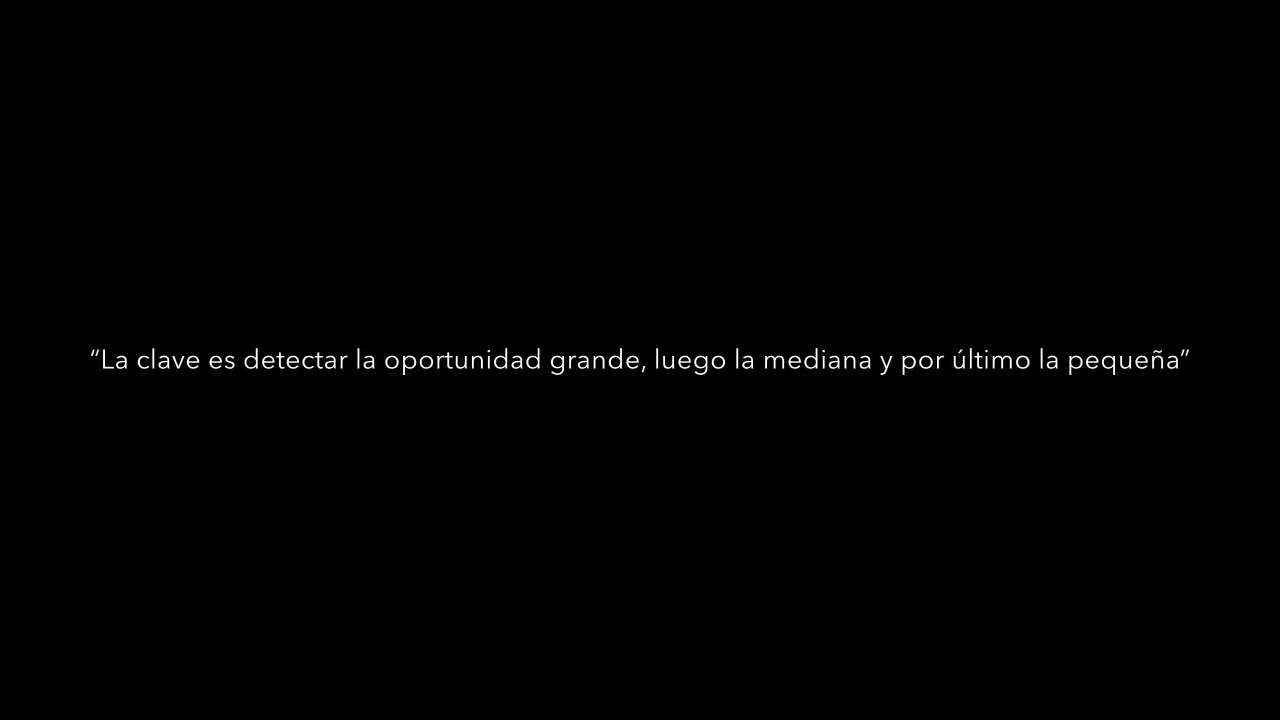 “La clave es detectar la oportunidad grande, luego la mediana y por último la pequeña”